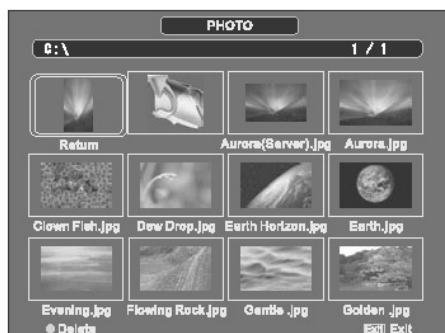 PHOTO
C:\ 1 / 1
Return Aurora(Server).jpg Aurora.jpg
Clown Fish.jpg Dew Drop.jpg Earth Horizon.jpg Earth.jpg
Evening.jpg Flowing Rock.jpg Gentle .jpg Golden .jpg
Delete Exit Exit